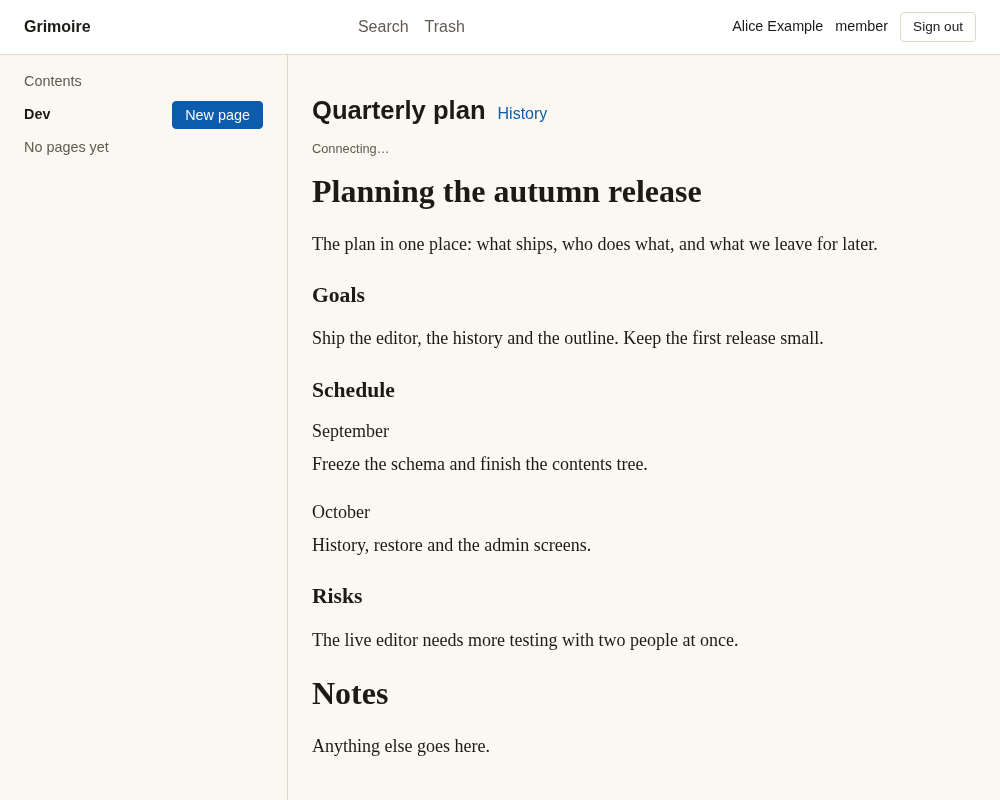 Grimoire
Search Trash
Alice Example member Sign out
Contents
Dev New page
No pages yet
Quarterly plan History
Connecting…
Planning the autumn release
The plan in one place: what ships, who does what, and what we leave for later.
Goals
Ship the editor, the history and the outline. Keep the first release small.
Schedule
September
Freeze the schema and finish the contents tree.
October
History, restore and the admin screens.
Risks
The live editor needs more testing with two people at once.
Notes
Anything else goes here.